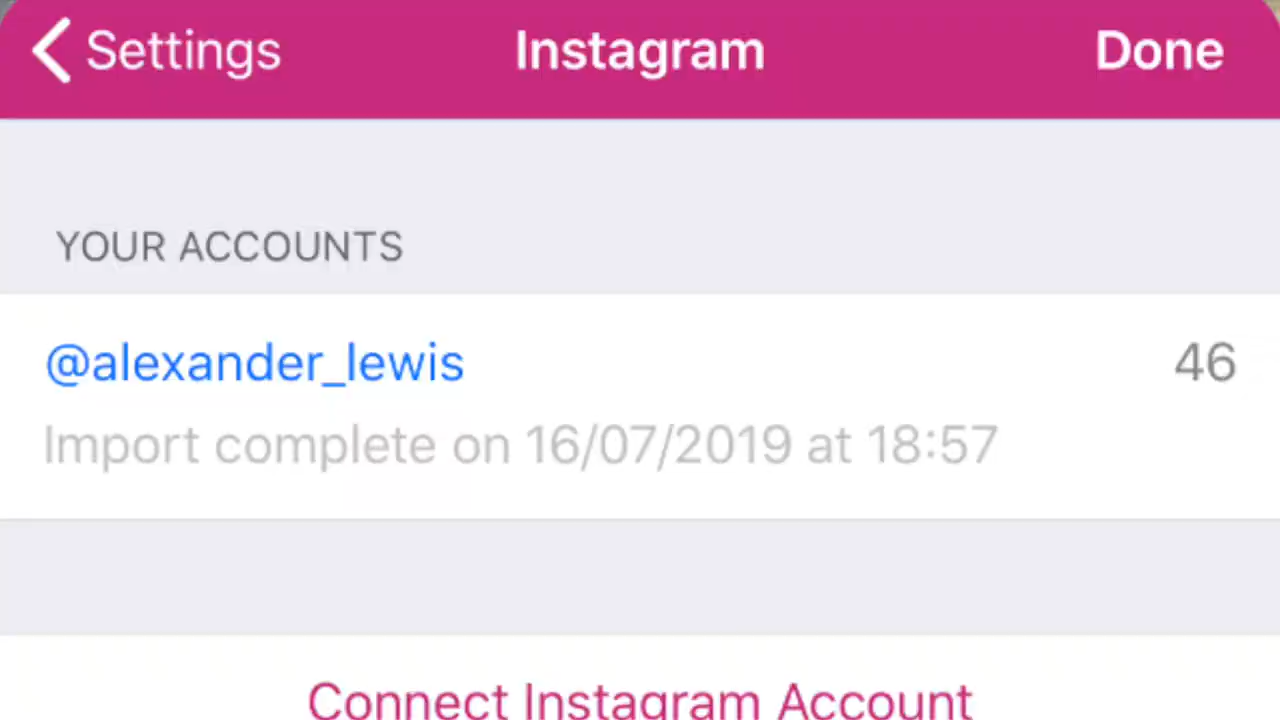 Settings Instagram Done
YOUR ACCOUNTS
@alexander_lewis 46
Import complete on 16/07/2019 at 18:57
Connect Instagram Account